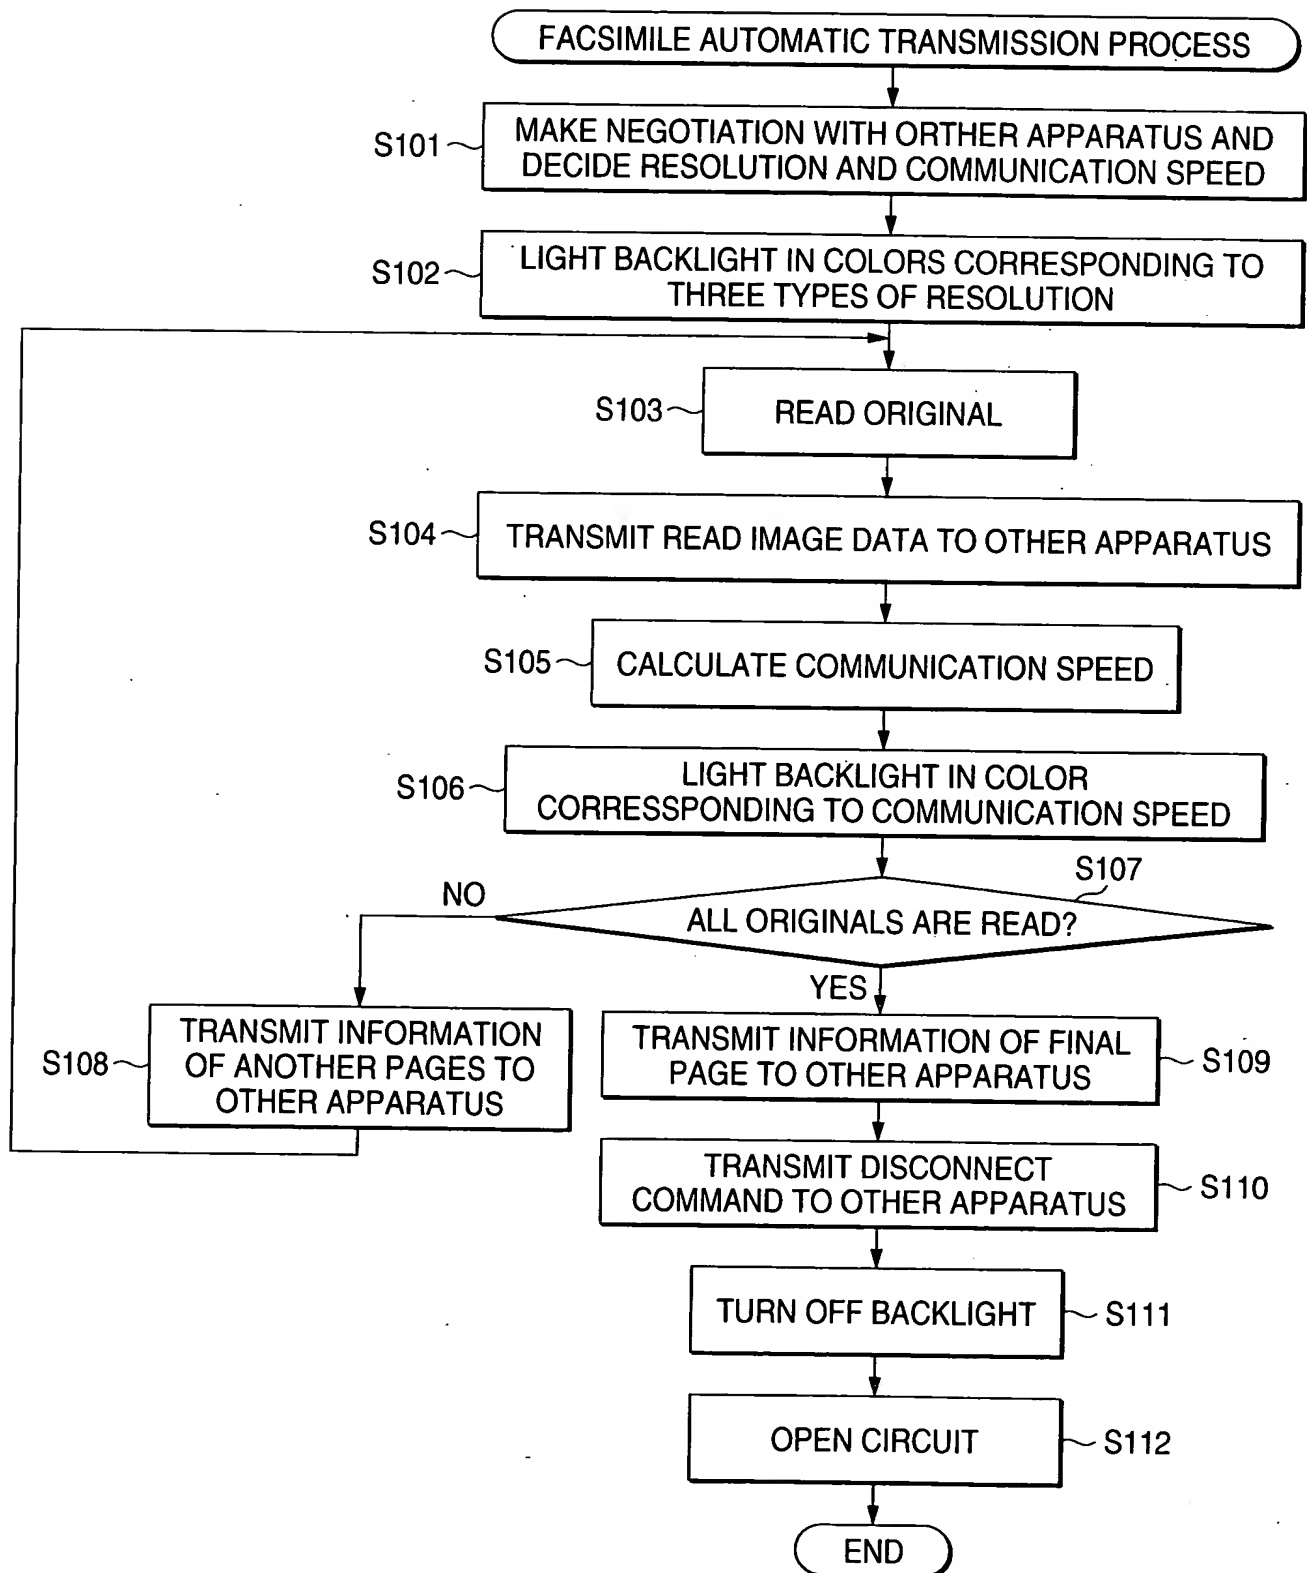 FACSIMILE AUTOMATIC TRANSMISSION PROCESS
S101
MAKE NEGOTIATION WITH ORTHER APPARATUS AND
DECIDE RESOLUTION AND COMMUNICATION SPEED
S102
LIGHT BACKLIGHT IN COLORS CORRESPONDING TO
THREE TYPES OF RESOLUTION
S103
READ ORIGINAL
S104
TRANSMIT READ IMAGE DATA TO OTHER APPARATUS
S105
CALCULATE COMMUNICATION SPEED
S106
LIGHT BACKLIGHT IN COLOR
CORRESSPONDING TO COMMUNICATION SPEED
S107
ALL ORIGINALS ARE READ?
NO
YES
S108
TRANSMIT INFORMATION
OF ANOTHER PAGES TO
OTHER APPARATUS
TRANSMIT INFORMATION OF FINAL
PAGE TO OTHER APPARATUS
S109
TRANSMIT DISCONNECT
COMMAND TO OTHER APPARATUS
S110
TURN OFF BACKLIGHT
S111
OPEN CIRCUIT
S112
END